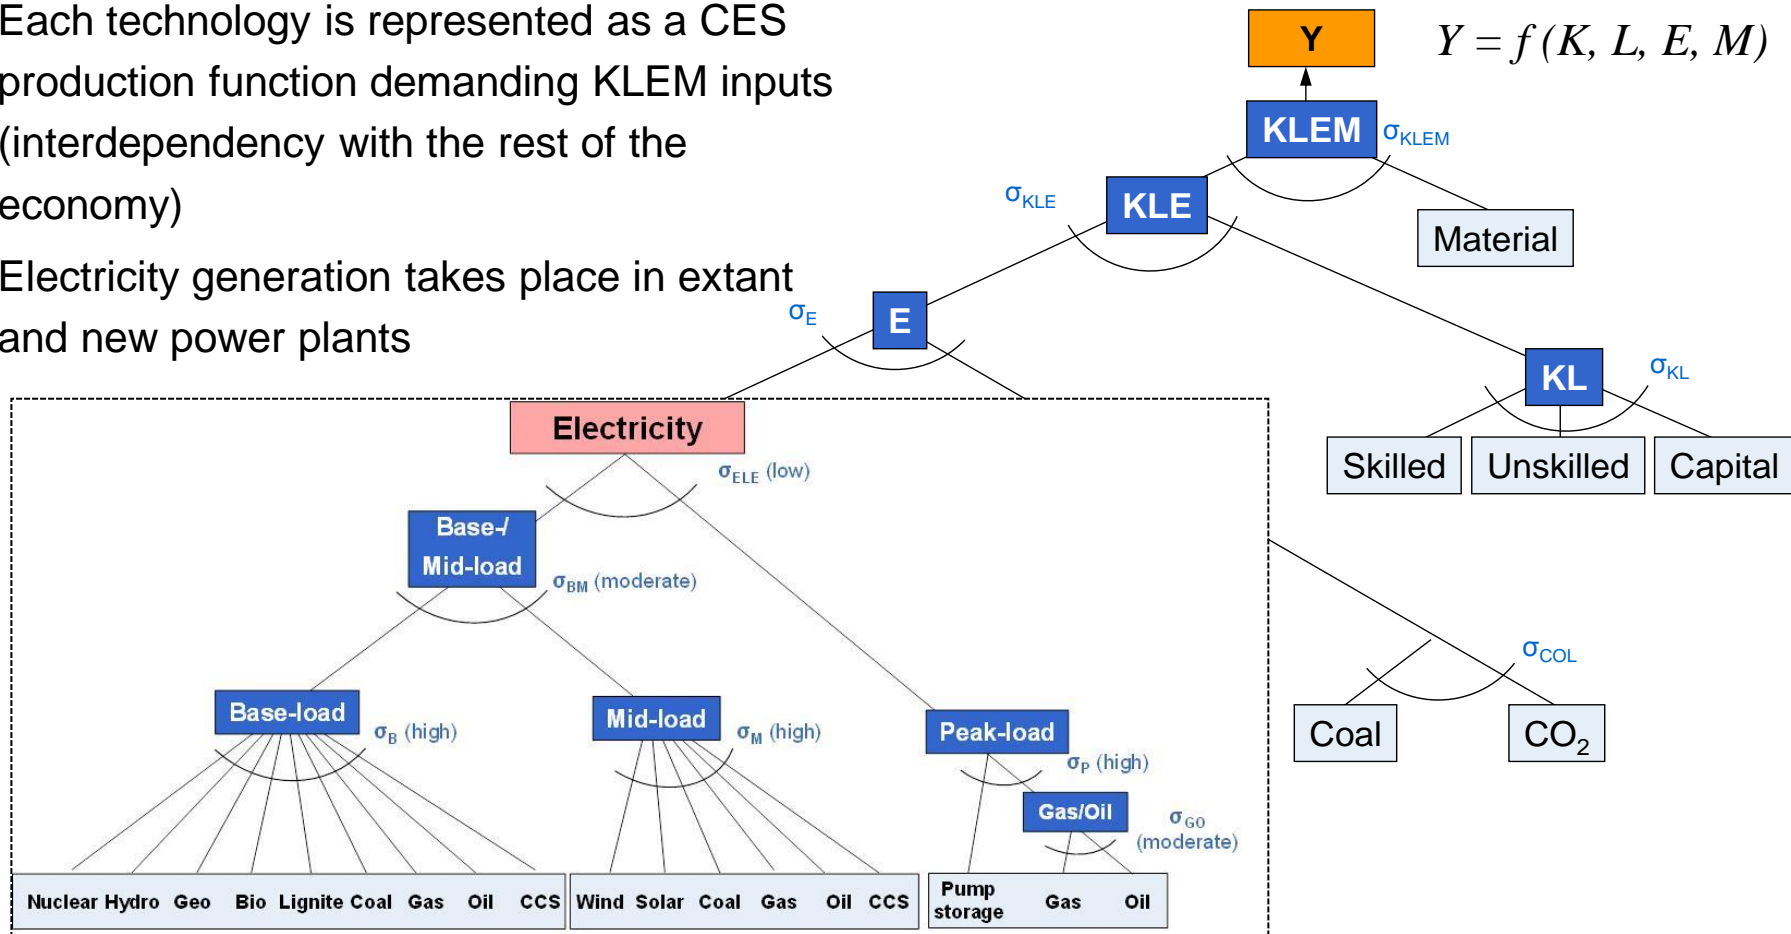 Each technology is represented as a CES
production function demanding KLEM inputs
(interdependency with the rest of the
economy)
Electricity generation takes place in extant
and new power plants
Y
Y = f (K, L, E, M)
KLEM
σKLEM
σKLE
KLE
Material
σE
E
KL
σKL
Skilled
Unskilled
Capital
Electricity
σELE (low)
Base-/
Mid-load
σBM (moderate)
Base-load
σB (high)
Mid-load
σM (high)
Peak-load
σP (high)
Gas/Oil
σGO
(moderate)
σCOL
Coal
CO2
Nuclear Hydro Geo Bio Lignite Coal Gas Oil CCS
Wind Solar Coal Gas Oil CCS
Pump
storage
Gas
Oil